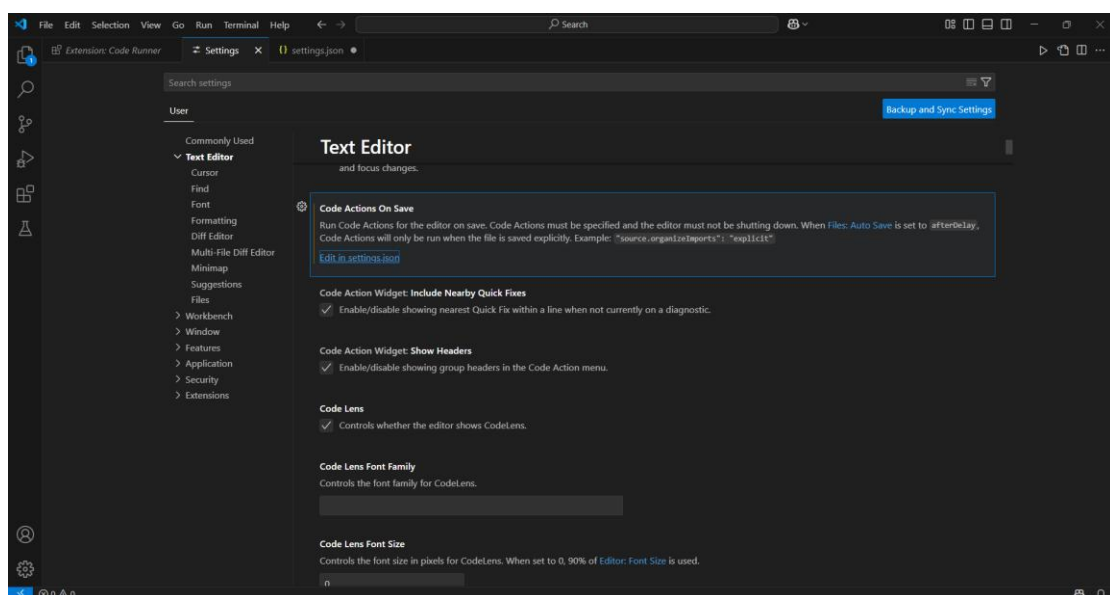 File Edit Selection View Go Run Terminal Help
Search
Extension: Code Runner
Settings
settings.json
1
Search settings
User
Backup and Sync Settings
Commonly Used
Text Editor
Cursor
Find
Font
Formatting
Diff Editor
Multi-File Diff Editor
Minimap
Suggestions
Files
Workbench
Window
Features
Application
Security
Extensions
Text Editor
and focus changes.
Code Actions On Save
Run Code Actions for the editor on save. Code Actions must be specified and the editor must not be shutting down. When Files: Auto Save is set to afterDelay,
Code Actions will only be run when the file is saved explicitly. Example: "source.organizeImports": "explicit"
Edit in settings.json
Code Action Widget: Include Nearby Quick Fixes
Enable/disable showing nearest Quick Fix within a line when not currently on a diagnostic.
Code Action Widget: Show Headers
Enable/disable showing group headers in the Code Action menu.
Code Lens
Controls whether the editor shows CodeLens.
Code Lens Font Family
Controls the font family for CodeLens.
Code Lens Font Size
Controls the font size in pixels for CodeLens. When set to 0, 90% of Editor: Font Size is used.
0
0 0